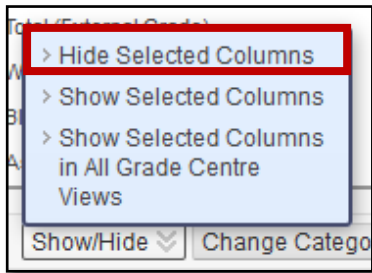 Total (External Grade)
> Hide Selected Columns
> Show Selected Columns
> Show Selected Columns
in All Grade Centre
Views
Show/Hide
Change Catego